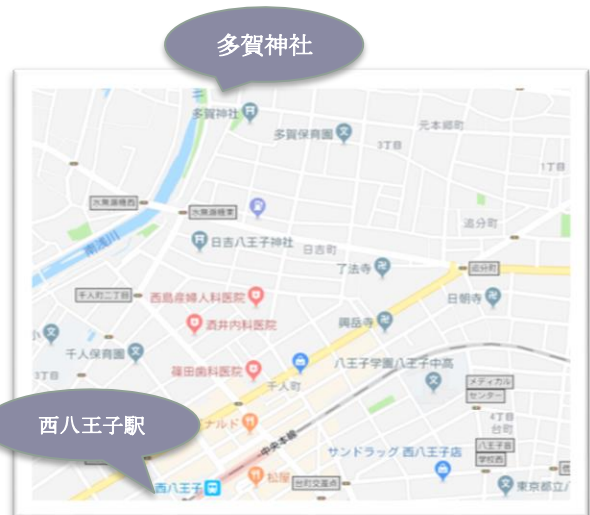 多賀神社
多賀神社
多賀保育園
元本郷町
3丁目
1丁目
水無瀬橋西
水無瀬橋東
追分町
南浅川
日吉八王子神社
日吉町
了法寺
追分町
千人町二丁目
西島産婦人科医院
日朝寺
酒井内科医院
興岳寺
小
千人保育園
3丁目
篠田歯科医院
八王子学園八王子中高
千人町
メディカル
センター
西八王子駅
ナルド
4丁目
台町
中央本線
サンドラッグ 西八王子店
八王子盲
学校西
松屋
台町交差点
西八王子
東京都立八